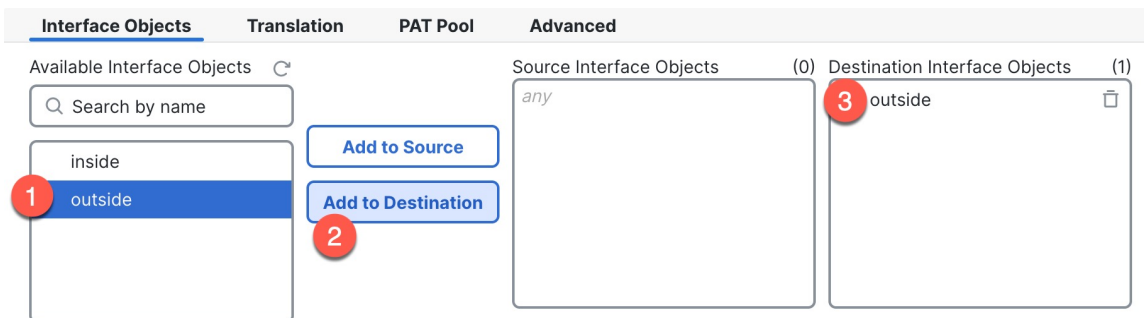 Interface Objects Translation PAT Pool Advanced
Available Interface Objects
Search by name
inside
1 outside
Add to Source
Add to Destination
2
Source Interface Objects (0)
any
Destination Interface Objects (1)
3 outside